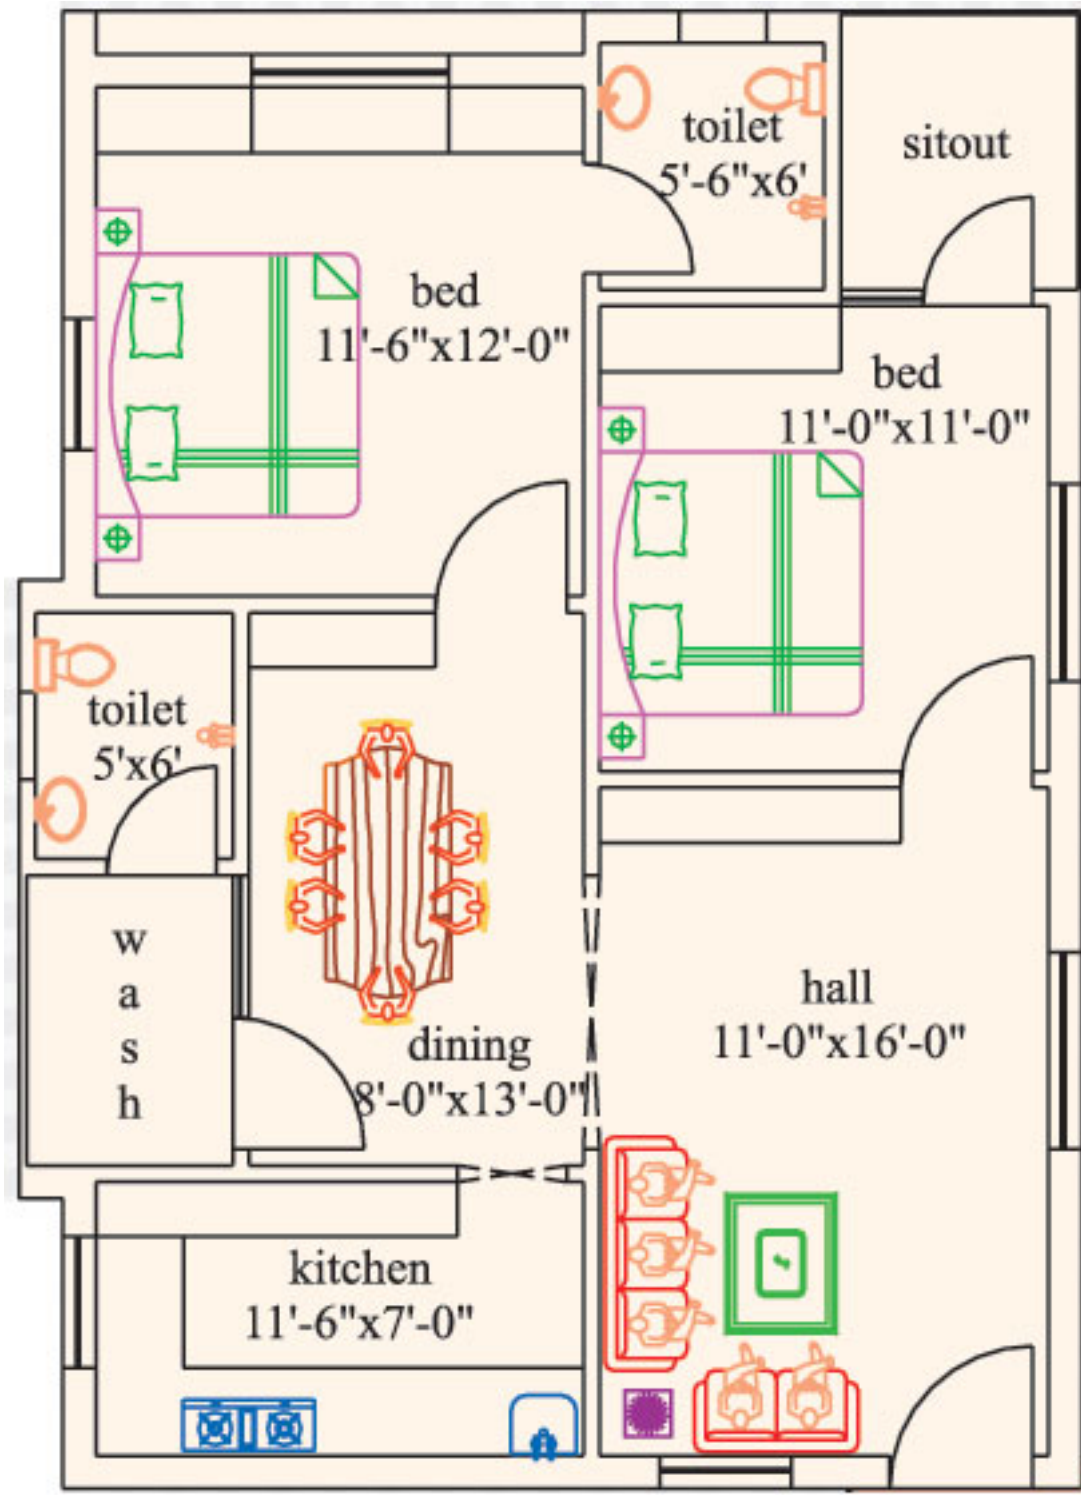 toilet
5'-6"x6'
sitout
bed
11'-6"x12'-0"
bed
11'-0"x11'-0"
toilet
5'x6'
w
a
s
h
dining
8'-0"x13'-0"
hall
11'-0"x16'-0"
kitchen
11'-6"x7'-0"